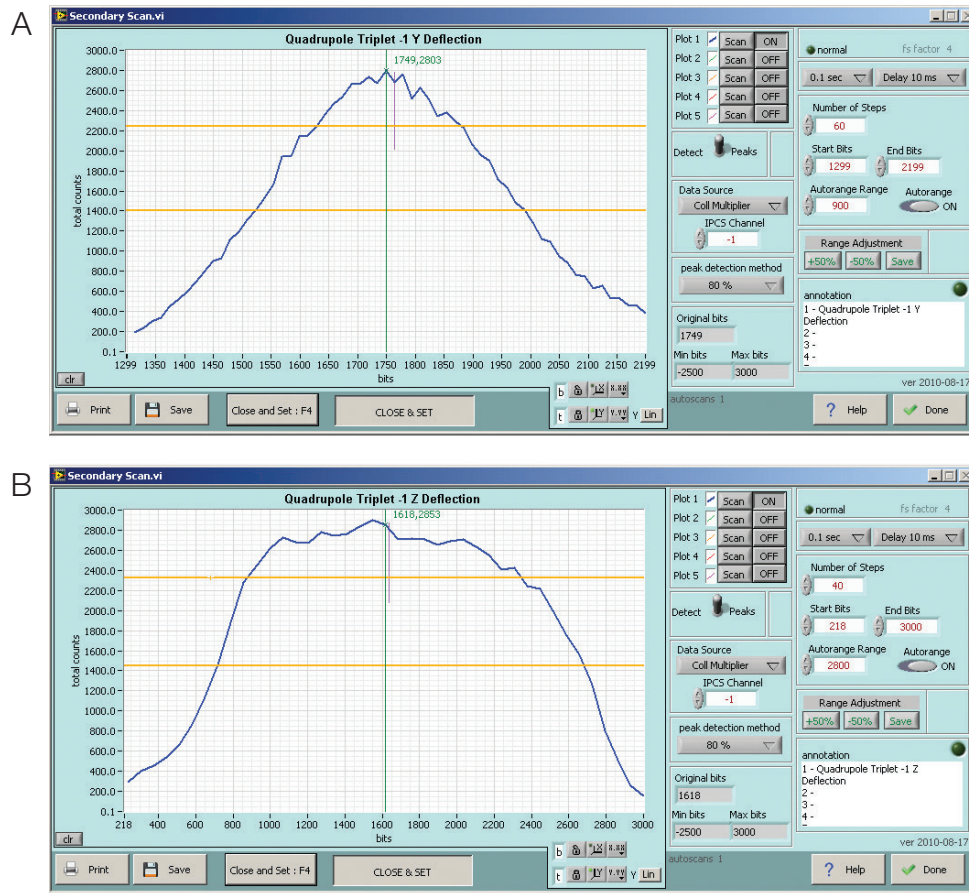 A
Secondary Scan.vi
Quadrupole Triplet -1 Y Deflection
1749,2803
total counts
3000.0
2800.0
2600.0
2400.0
2200.0
2000.0
1800.0
1600.0
1400.0
1200.0
1000.0
800.0
600.0
400.0
200.0
0.1
1299 1350 1400 1450 1500 1550 1600 1650 1700 1750 1800 1850 1900 1950 2000 2050 2100 2150 2199
bits
clr
Plot 1 Scan ON
Plot 2 Scan OFF
Plot 3 Scan OFF
Plot 4 Scan OFF
Plot 5 Scan OFF
Detect Peaks
Data Source
Coll Multiplier
IPCS Channel
-1
peak detection method
80 %
Original bits
1749
Min bits Max bits
-2500 3000
normal fs factor 4
0.1 sec Delay 10 ms
Number of Steps
60
Start Bits End Bits
1299 2199
Autorange Range Autorange
900 ON
Range Adjustment
+50% -50% Save
annotation
1 - Quadrupole Triplet -1 Y
Deflection
2 -
3 -
4 -
ver 2010-08-17
autoscans 1
Print Save Close and Set : F4 CLOSE & SET
b X X.XX
t Y Y.YY Y Lin
? Help Done
B
Secondary Scan.vi
Quadrupole Triplet -1 Z Deflection
1618,2853
total counts
3000.0
2800.0
2600.0
2400.0
2200.0
2000.0
1800.0
1600.0
1400.0
1200.0
1000.0
800.0
600.0
400.0
200.0
0.1
218 400 600 800 1000 1200 1400 1600 1800 2000 2200 2400 2600 2800 3000
bits
clr
Plot 1 Scan ON
Plot 2 Scan OFF
Plot 3 Scan OFF
Plot 4 Scan OFF
Plot 5 Scan OFF
Detect Peaks
Data Source
Coll Multiplier
IPCS Channel
-1
peak detection method
80 %
Original bits
1618
Min bits Max bits
-2500 3000
normal fs factor 4
0.1 sec Delay 10 ms
Number of Steps
40
Start Bits End Bits
218 3000
Autorange Range Autorange
2800 ON
Range Adjustment
+50% -50% Save
annotation
1 - Quadrupole Triplet -1 Z
Deflection
2 -
3 -
4 -
ver 2010-08-17
autoscans 1
Print Save Close and Set : F4 CLOSE & SET
b X X.XX
t Y Y.YY Y Lin
? Help Done